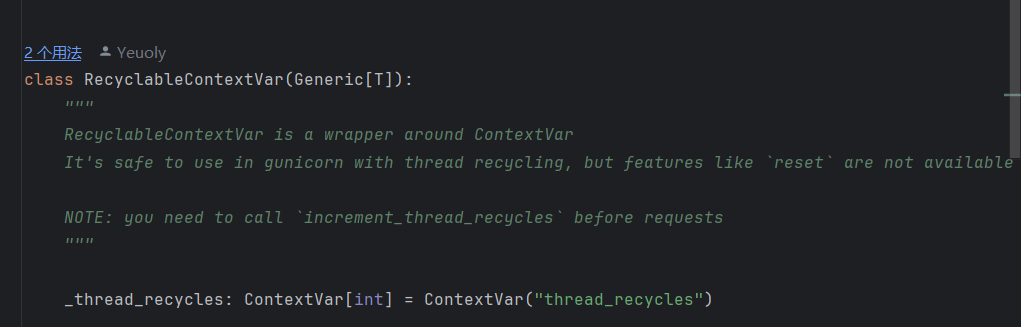 2 个用法 Yeuoly
class RecyclableContextVar(Generic[T]):
"""
RecyclableContextVar is a wrapper around ContextVar
It's safe to use in gunicorn with thread recycling, but features like `reset` are not available
NOTE: you need to call `increment_thread_recycles` before requests
"""
_thread_recycles: ContextVar[int] = ContextVar("thread_recycles")